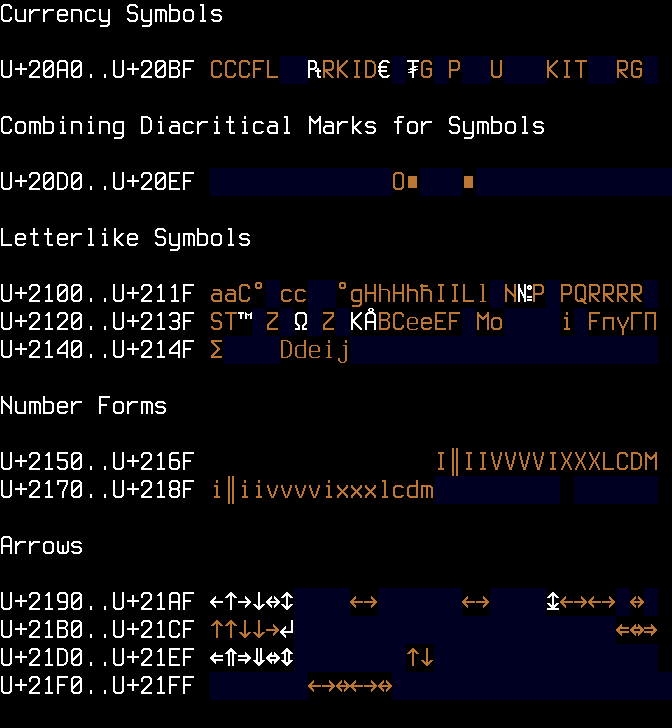 Currency Symbols
U+20A0..U+20BF CCCFL ₧RKID€ ₮G P U KIT RG
Combining Diacritical Marks for Symbols
U+20D0..U+20EF O■ ■
Letterlike Symbols
U+2100..U+211F aaC° cc °gHhHhħIILl N№P PQRRRR
U+2120..U+213F ST™ Z Ω Z KÅBCeeEF Mo i FπγΓΠ
U+2140..U+214F Σ Ddeij
Number Forms
U+2150..U+216F I‖IIVVVVIXXXLCDM
U+2170..U+218F i‖iivvvvixxxlcdm
Arrows
U+2190..U+21AF ←↑→↓↔↕ ←→ ←→ ↨←→←→ ↔
U+21B0..U+21CF ↑↑↓↓→↵ ⇐⇔⇒
U+21D0..U+21EF ⇐⇑⇒⇓⇔⇕ ↑↓
U+21F0..U+21FF ←→↔←→↔